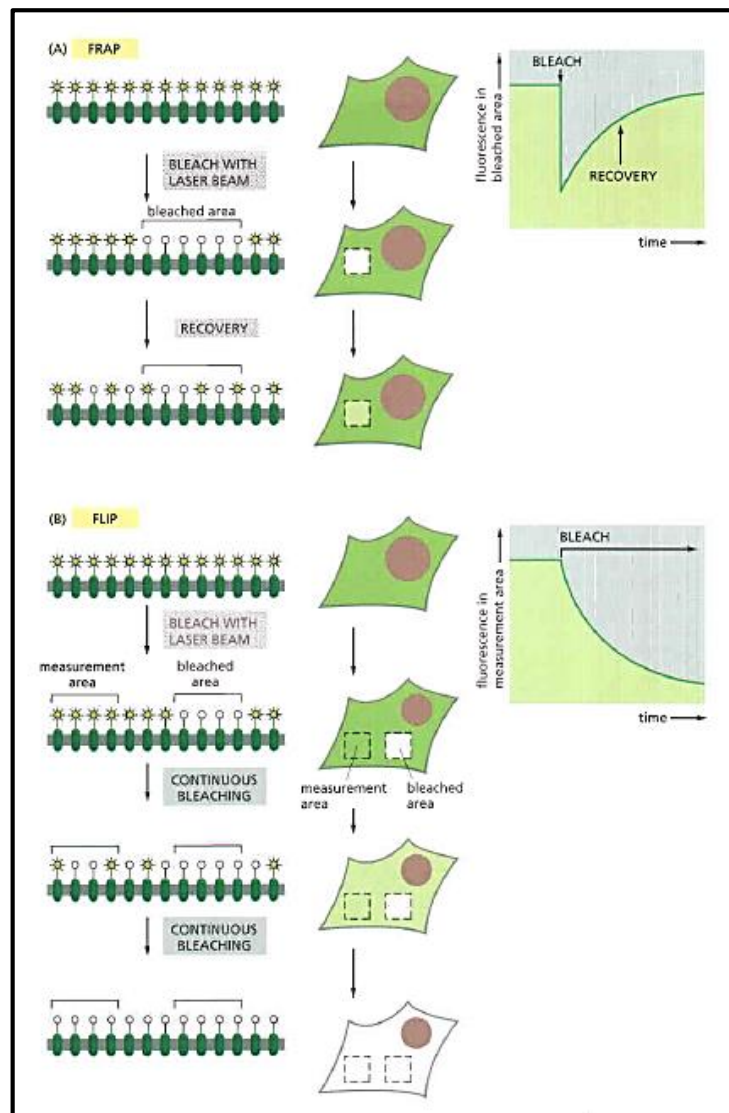 (A) FRAP
BLEACH WITH
LASER BEAM
bleached area
RECOVERY
fluorescence in
bleached area
BLEACH
RECOVERY
time
(B) FLIP
BLEACH WITH
LASER BEAM
measurement
area
bleached
area
CONTINUOUS
BLEACHING
CONTINUOUS
BLEACHING
measurement
area
bleached
area
fluorescence in
measurement area
BLEACH
time